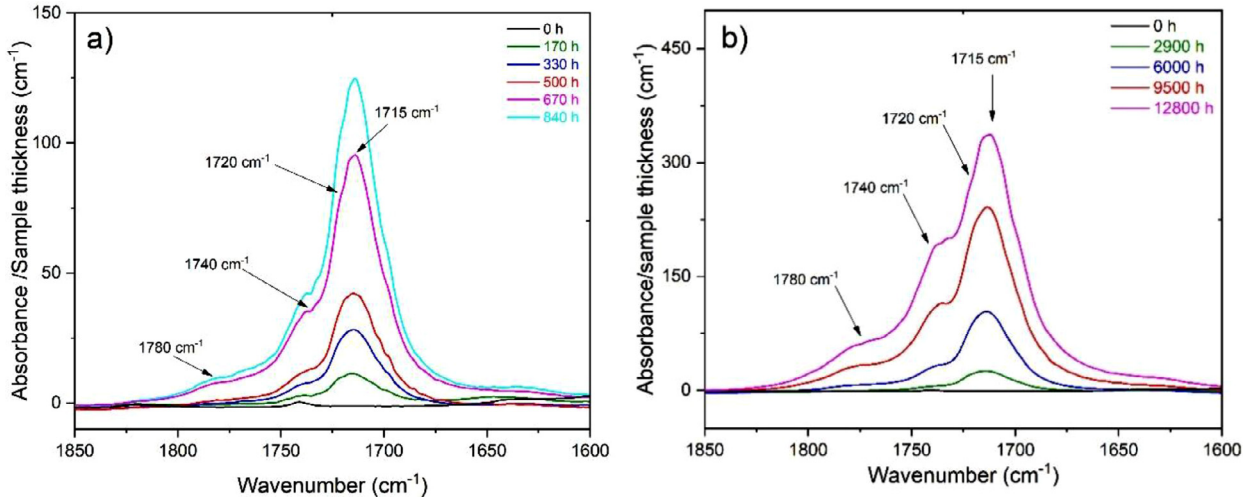 a)
0 h
170 h
330 h
500 h
670 h
840 h
1715 cm⁻¹
1720 cm⁻¹
1740 cm⁻¹
1780 cm⁻¹
150
100
50
0
Absorbance /Sample thickness (cm⁻¹)
1850 1800 1750 1700 1650 1600
Wavenumber (cm⁻¹)
b)
0 h
2900 h
6000 h
9500 h
12800 h
1715 cm⁻¹
1720 cm⁻¹
1740 cm⁻¹
1780 cm⁻¹
450
300
150
0
Absorbance/sample thickness (cm⁻¹)
1850 1800 1750 1700 1650 1600
Wavenumber (cm⁻¹)